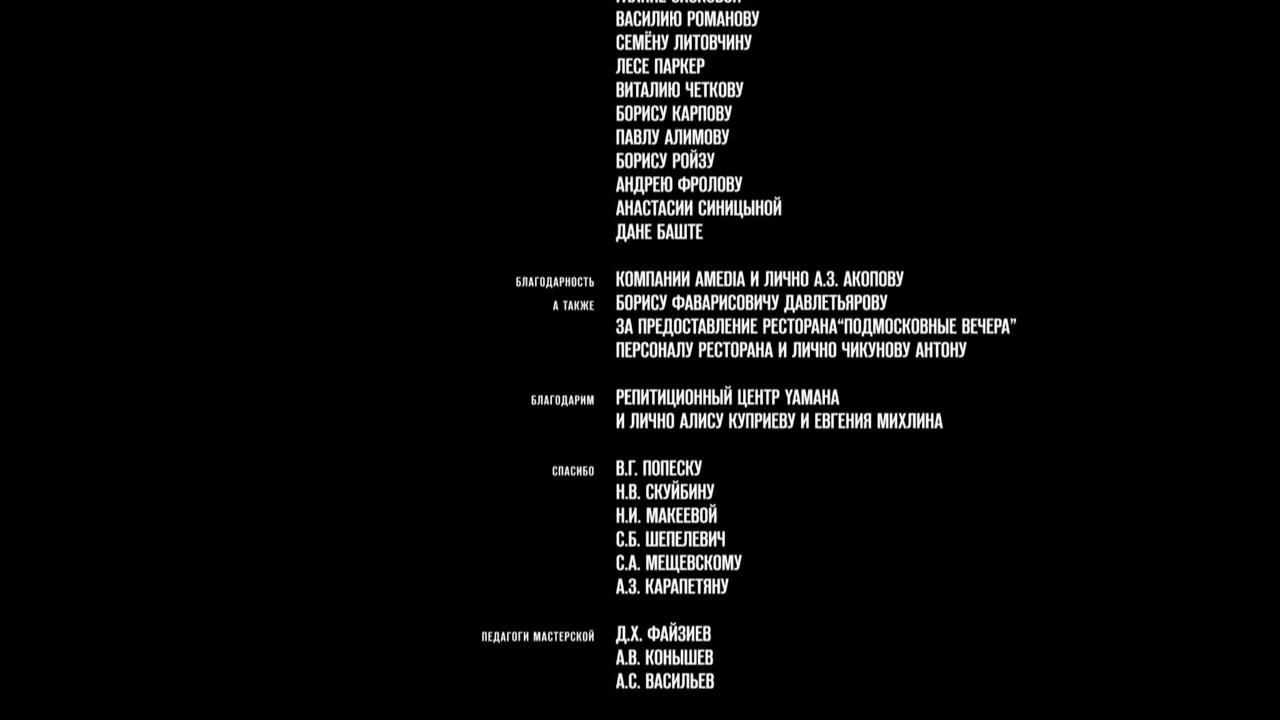 ВАСИЛИЮ РОМАНОВУ
СЕМЁНУ ЛИТОВЧИНУ
ЛЕСЕ ПАРКЕР
ВИТАЛИЮ ЧЕТКОВУ
БОРИСУ КАРПОВУ
ПАВЛУ АЛИМОВУ
БОРИСУ РОЙЗУ
АНДРЕЮ ФРОЛОВУ
АНАСТАСИИ СИНИЦЫНОЙ
ДАНЕ БАШТЕ
БЛАГОДАРНОСТЬ КОМПАНИИ AMEDIA И ЛИЧНО А.З. АКОПОВУ
А ТАКЖЕ БОРИСУ ФАВАРИСОВИЧУ ДАВЛЕТЬЯРОВУ
ЗА ПРЕДОСТАВЛЕНИЕ РЕСТОРАНА“ПОДМОСКОВНЫЕ ВЕЧЕРА”
ПЕРСОНАЛУ РЕСТОРАНА И ЛИЧНО ЧИКУНОВУ АНТОНУ
БЛАГОДАРИМ РЕПИТИЦИОННЫЙ ЦЕНТР YAMAHA
И ЛИЧНО АЛИСУ КУПРИЕВУ И ЕВГЕНИЯ МИХЛИНА
СПАСИБО В.Г. ПОПЕСКУ
Н.В. СКУЙБИНУ
Н.И. МАКЕЕВОЙ
С.Б. ШЕПЕЛЕВИЧ
С.А. МЕЩЕВСКОМУ
А.З. КАРАПЕТЯНУ
ПЕДАГОГИ МАСТЕРСКОЙ Д.Х. ФАЙЗИЕВ
А.В. КОНЫШЕВ
А.С. ВАСИЛЬЕВ